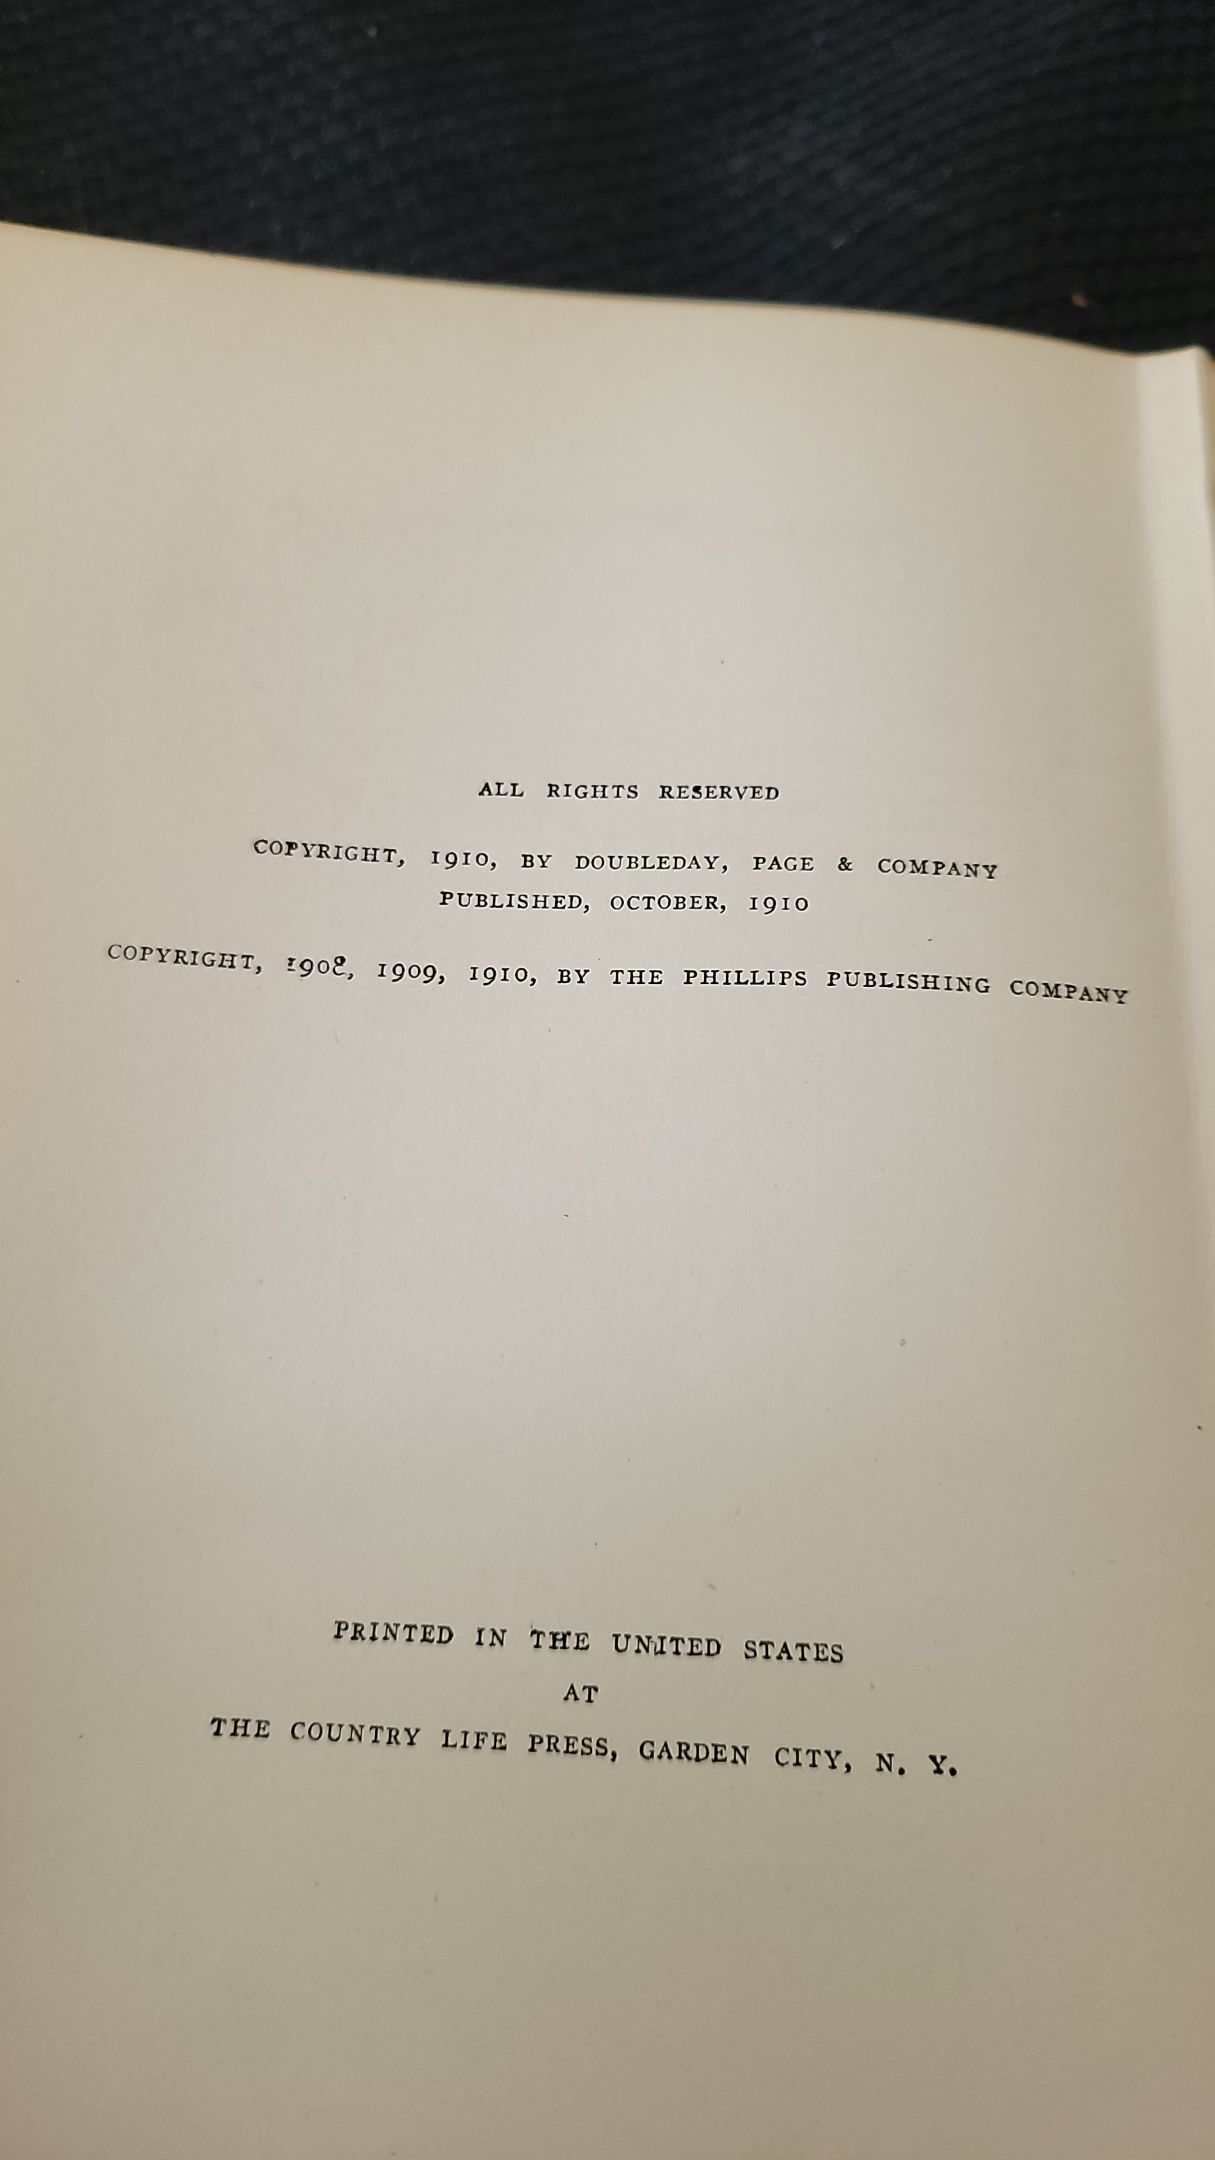 ALL RIGHTS RESERVED
COPYRIGHT, 1910, BY DOUBLEDAY, PAGE & COMPANY
PUBLISHED, OCTOBER, 1910
COPYRIGHT, 1908, 1909, 1910, BY THE PHILLIPS PUBLISHING COMPANY
PRINTED IN THE UNITED STATES
AT
THE COUNTRY LIFE PRESS, GARDEN CITY, N. Y.